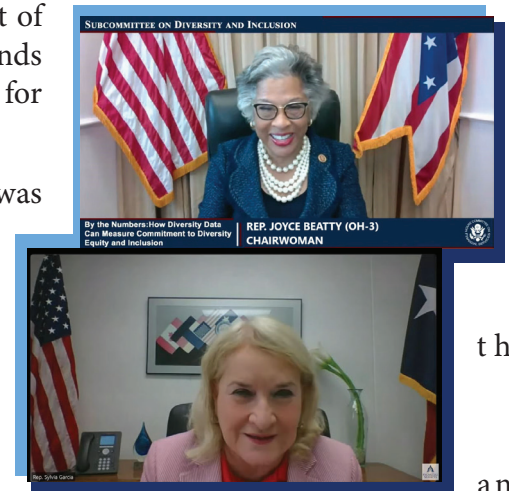 t of
nds
for
was
SUBCOMMITTEE ON DIVERSITY AND INCLUSION
By the Numbers:How Diversity Data
Can Measure Commitment to Diversity
Equity and Inclusion
REP. JOYCE BEATTY (OH-3)
CHAIRWOMAN
t h
Rep. Sylvia Garcia
a n